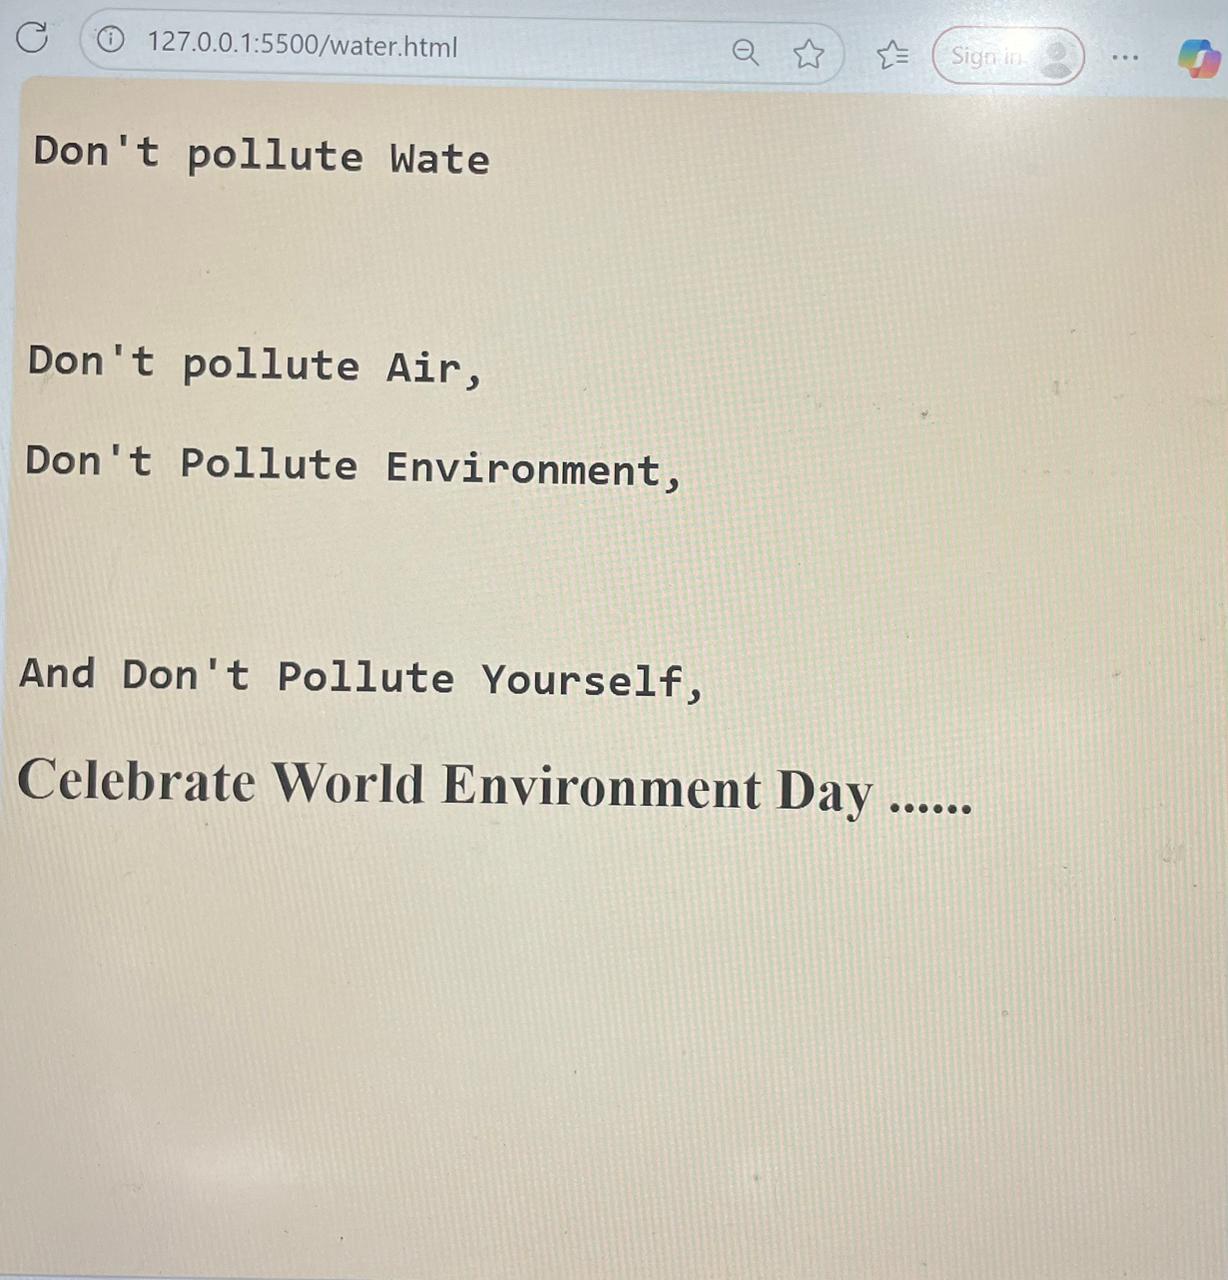 127.0.0.1:5500/water.html
Sign in
Don't pollute Wate
Don't pollute Air,
Don't Pollute Environment,
And Don't Pollute Yourself,
Celebrate World Environment Day ......